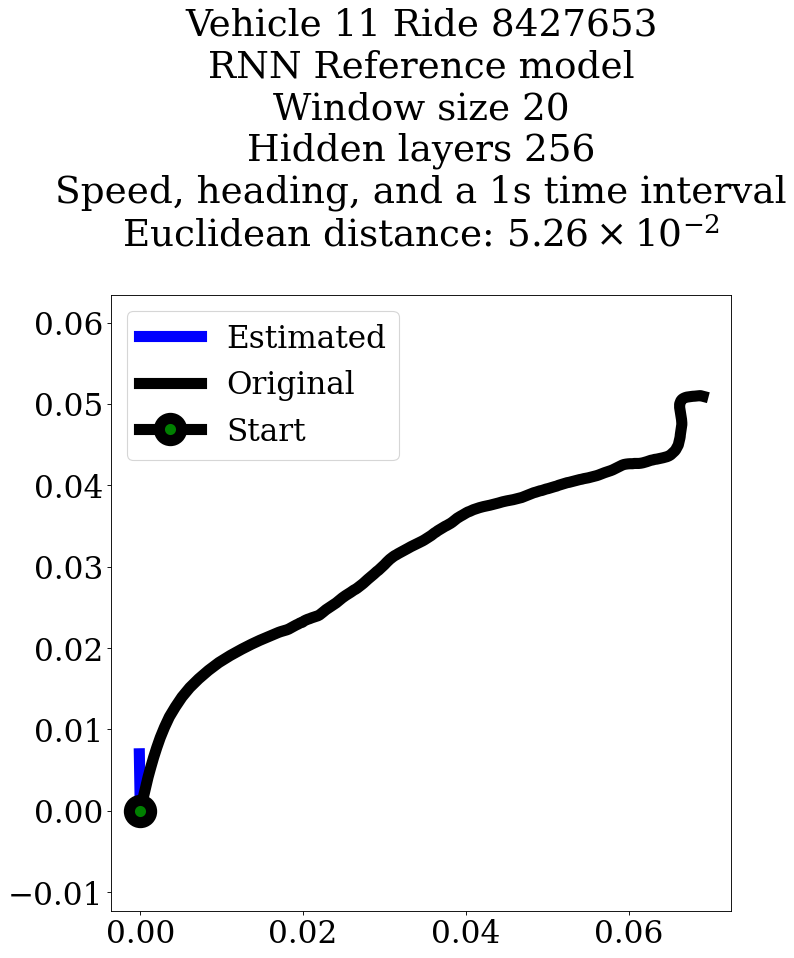 Vehicle 11 Ride 8427653
RNN Reference model
Window size 20
Hidden layers 256
Speed, heading, and a 1s time interval
Euclidean distance: 5.26 × 10⁻²
Estimated
Original
Start
0.06
0.05
0.04
0.03
0.02
0.01
0.00
−0.01
0.00 0.02 0.04 0.06